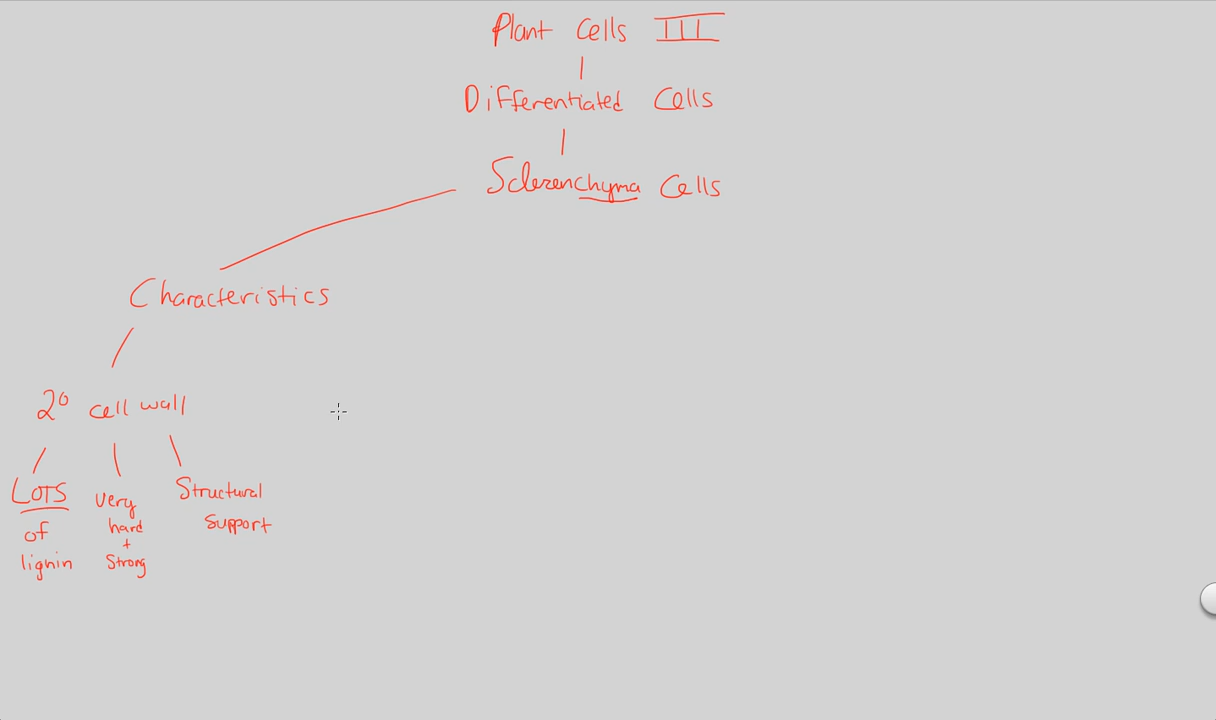 Plant Cells III
Differentiated Cells
Sclerenchyma Cells
Characteristics
2° cell wall
LOTS
of
lignin
Very
hard
+
Strong
Structural
Support